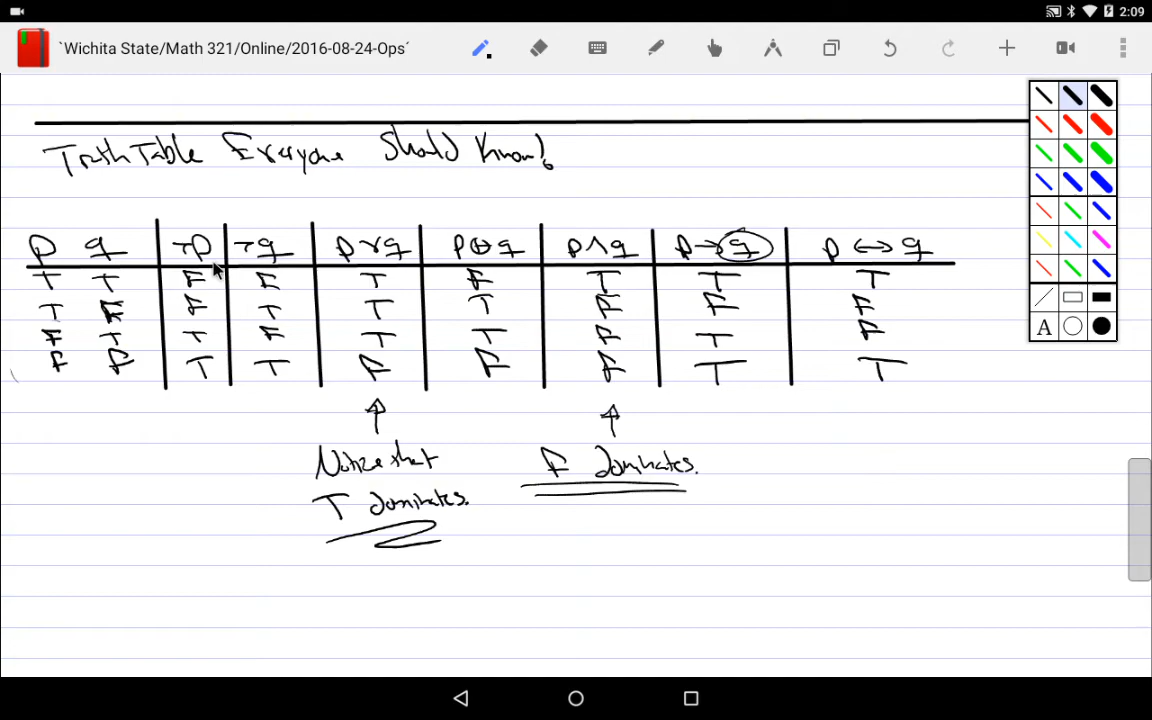 2:09
`Wichita State/Math 321/Online/2016-08-24-Ops´
Truth Table Everyone Should Know!
p q ¬p ¬q p∨q p⊕q p∧q p→q p↔q
T T F F T F T T T
T F F T T T F F F
F T T F T T F T F
F F T T F F F T T
Notice that
T dominates.
F dominates.
A